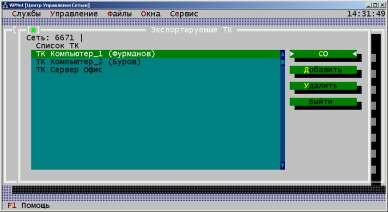 ViPNet [Центр Управления Сетью]
Службы Управление Файлы Окна Сервис 14:31:49
Экспортируемые ТК
Сеть: 6671
Список ТК
ТК Компьютер_1 (Фурманов)
ТК Компьютер_2 (Буров)
ТК Сервер Офис
СО
Добавить
Удалить
Выйти
F1 Помощь